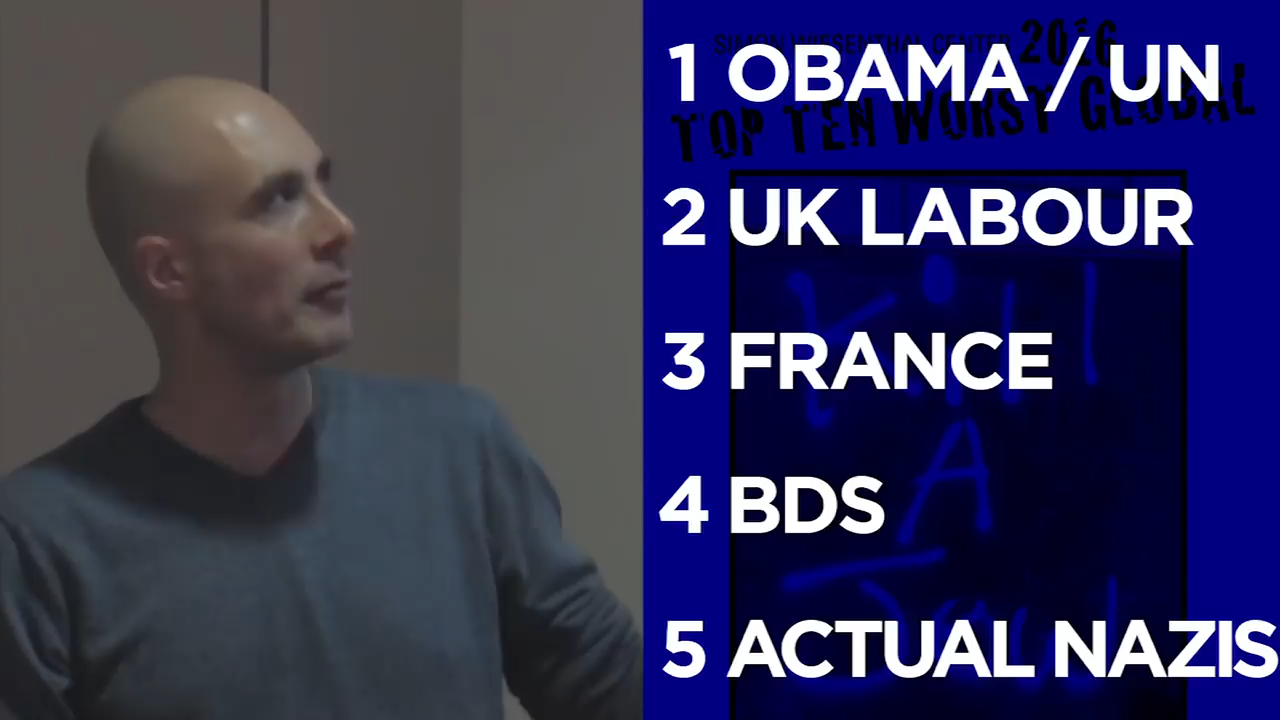 SIMON WIESENTHAL CENTER 2016
1 OBAMA / UN
TOP TEN WORST GLOBAL
2 UK LABOUR
Kill
3 FRANCE
A
4 BDS
5 ACTUAL NAZIS